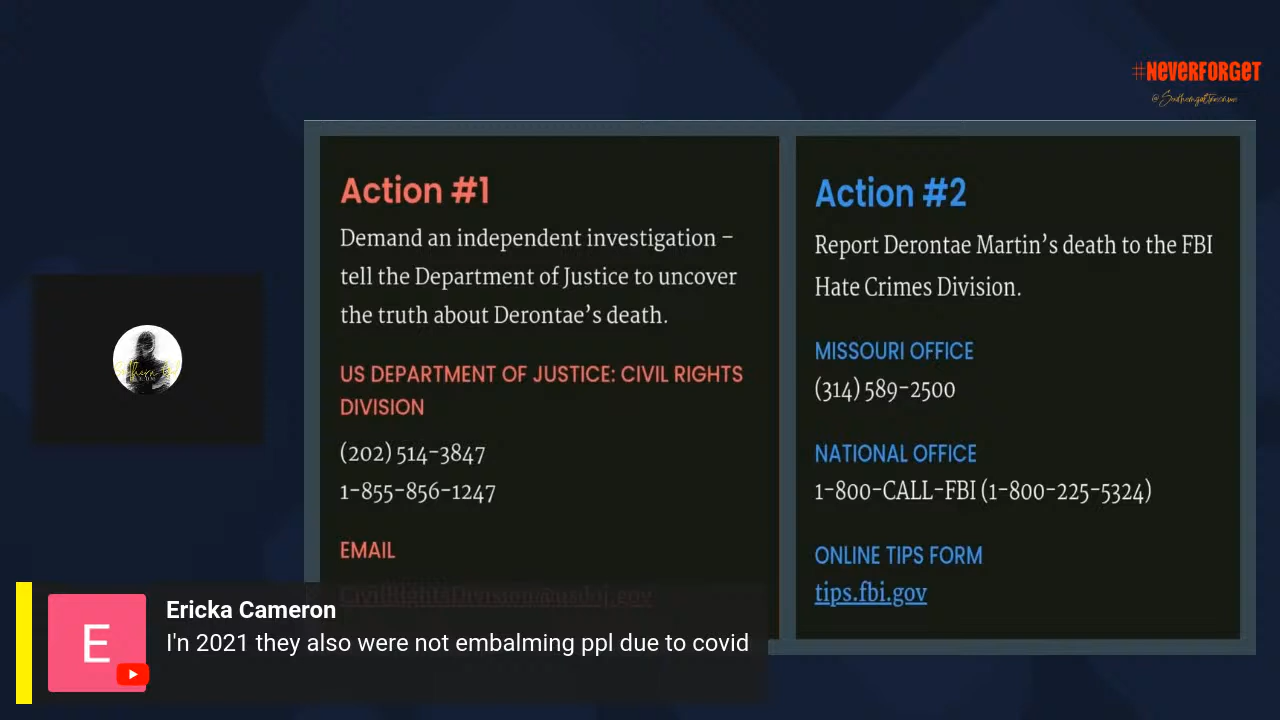 #NEVERFORGET
Action #1
Demand an independent investigation –
tell the Department of Justice to uncover
the truth about Derontae's death.
US DEPARTMENT OF JUSTICE: CIVIL RIGHTS
DIVISION
(202) 514-3847
1-855-856-1247
EMAIL
CivilRightsDivision@usdoj.gov
Action #2
Report Derontae Martin's death to the FBI
Hate Crimes Division.
MISSOURI OFFICE
(314) 589-2500
NATIONAL OFFICE
1-800-CALL-FBI (1-800-225-5324)
ONLINE TIPS FORM
tips.fbi.gov
E
Ericka Cameron
I'n 2021 they also were not embalming ppl due to covid